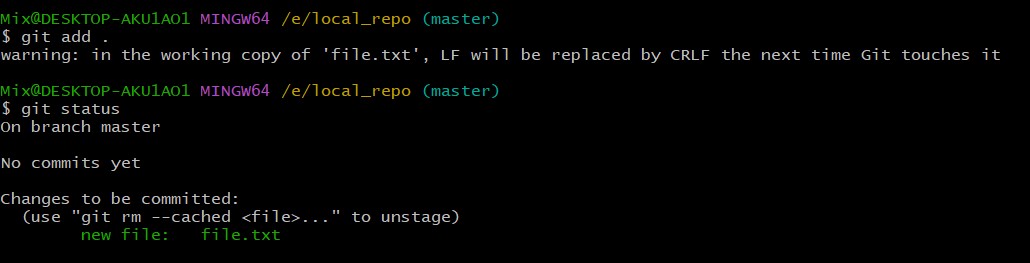 Mix@DESKTOP-AKU1AO1 MINGW64 /e/local_repo (master)
$ git add .
warning: in the working copy of 'file.txt', LF will be replaced by CRLF the next time Git touches it

Mix@DESKTOP-AKU1AO1 MINGW64 /e/local_repo (master)
$ git status
On branch master

No commits yet

Changes to be committed:
  (use "git rm --cached <file>..." to unstage)
        new file:   file.txt